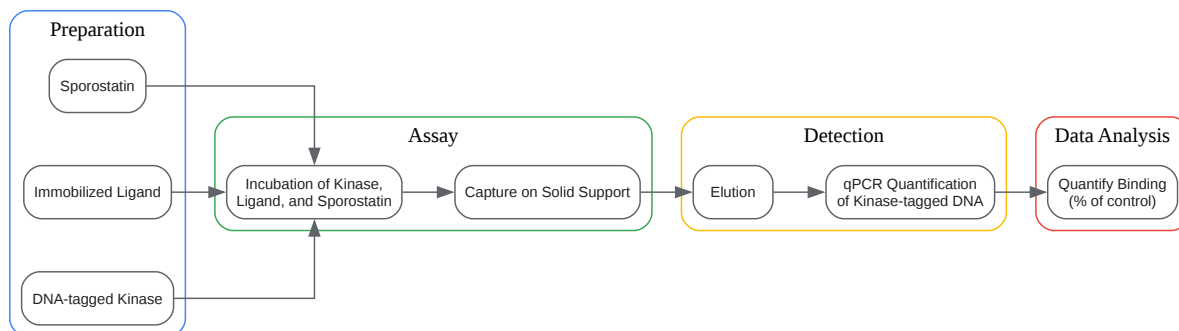 Preparation
Sporostatin
Immobilized Ligand
DNA-tagged Kinase
Assay
Incubation of Kinase,
Ligand, and Sporostatin
Capture on Solid Support
Detection
Elution
qPCR Quantification
of Kinase-tagged DNA
Data Analysis
Quantify Binding
(% of control)